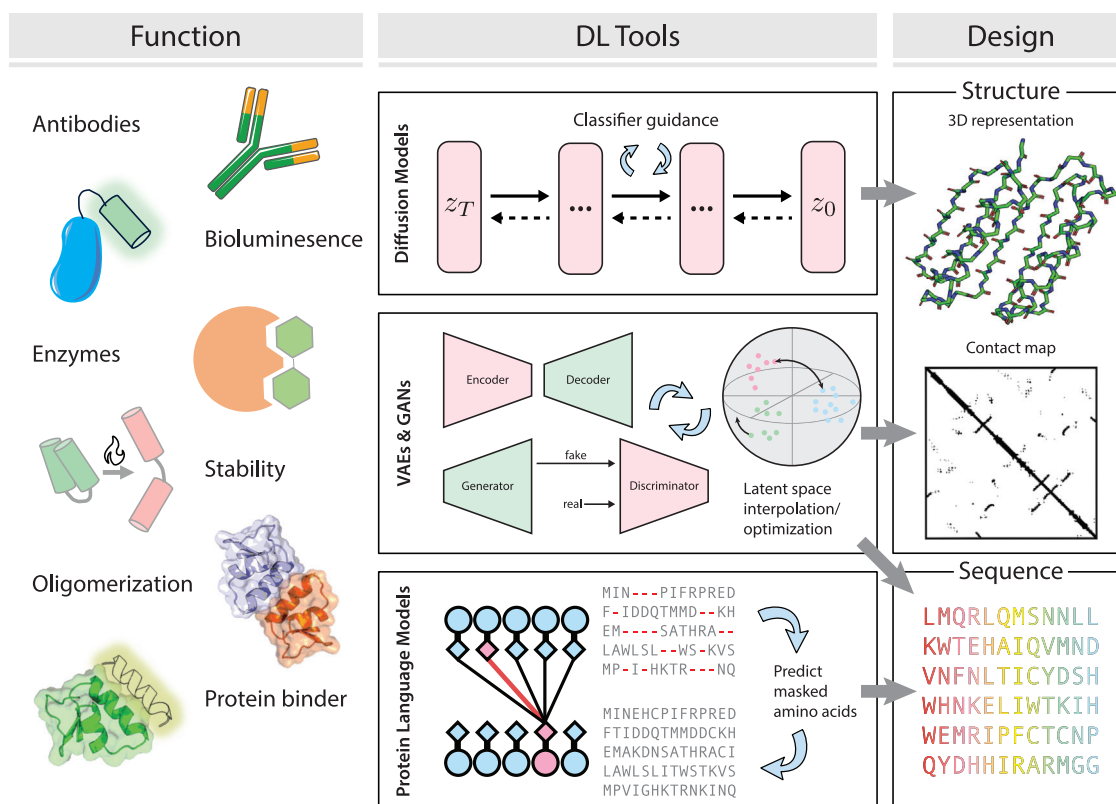 Function
DL Tools
Design
Antibodies
Bioluminesence
Enzymes
Stability
Oligomerization
Protein binder
Diffusion Models
Classifier guidance
z_T
...
...
z_0
VAEs & GANs
Encoder
Decoder
Generator
fake
real
Discriminator
Latent space
interpolation/
optimization
Protein Language Models
MIN---PIFRPRED
F-IDDQTMMD--KH
EM----SATHRA--
LAWLSL--WS-KVS
MP-I-HKTR---NQ
Predict
masked
amino acids
MINEHCPIFRPRED
FTIDDQTMMDDCKH
EMAKDNSATHRACI
LAWLSLITWSTKVS
MPVIGHKTRNKINQ
Structure
3D representation
Contact map
Sequence
LMQRLQMSNNLL
KWTEHAIQVMND
VNFNLTICYDSH
WHNKELIWTKIH
WEMRIPFCTCNP
QYDHHIRARMGG